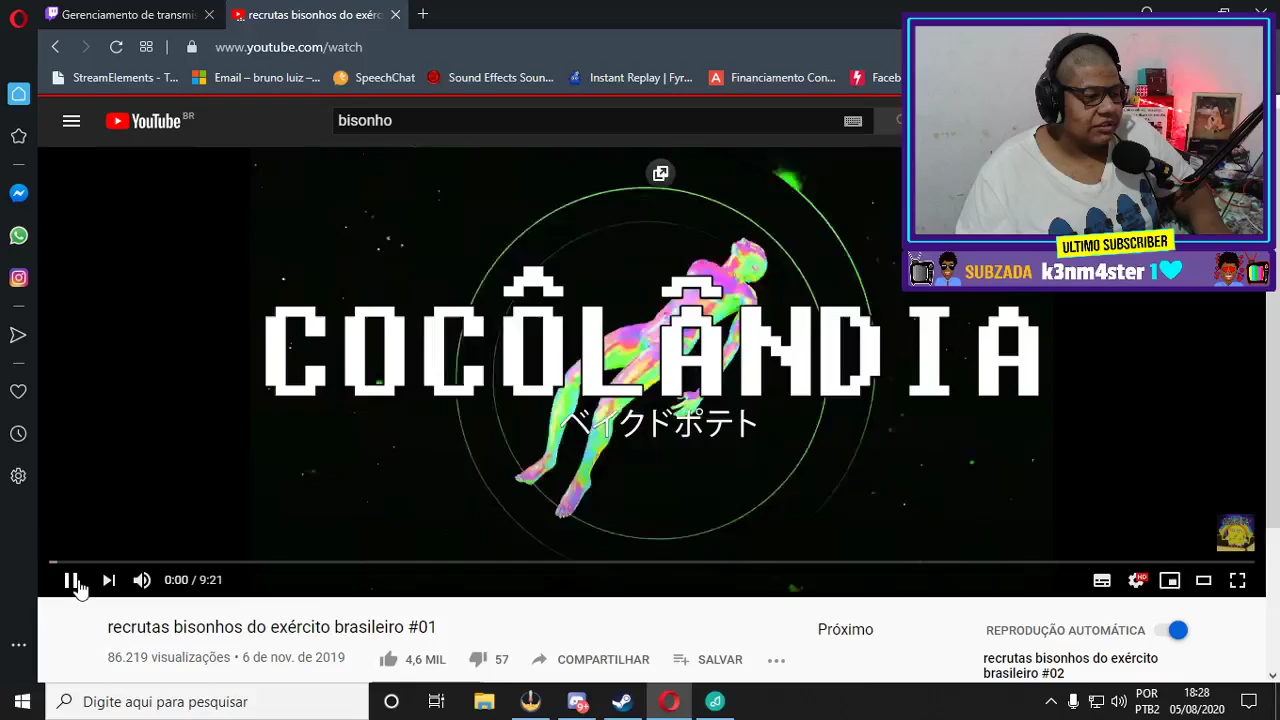 Gerenciamento de transmis
recrutas bisonhos do exérc
www.youtube.com/watch
StreamElements - T...
Email – bruno luiz –...
SpeechChat
Sound Effects Soun...
Instant Replay | Fyr...
Financiamento Con...
Faceb
YouTube BR
bisonho
COCÔLÂNDIA
ベイクドポテト
ULTIMO SUBSCRIBER
SUBZADA k3nm4ster 1
0:00 / 9:21
HD
recrutas bisonhos do exército brasileiro #01
86.219 visualizações • 6 de nov. de 2019
4,6 MIL
57
COMPARTILHAR
SALVAR
Próximo
REPRODUÇÃO AUTOMÁTICA
recrutas bisonhos do exército
brasileiro #02
Digite aqui para pesquisar
POR
PTB2
18:28
05/08/2020